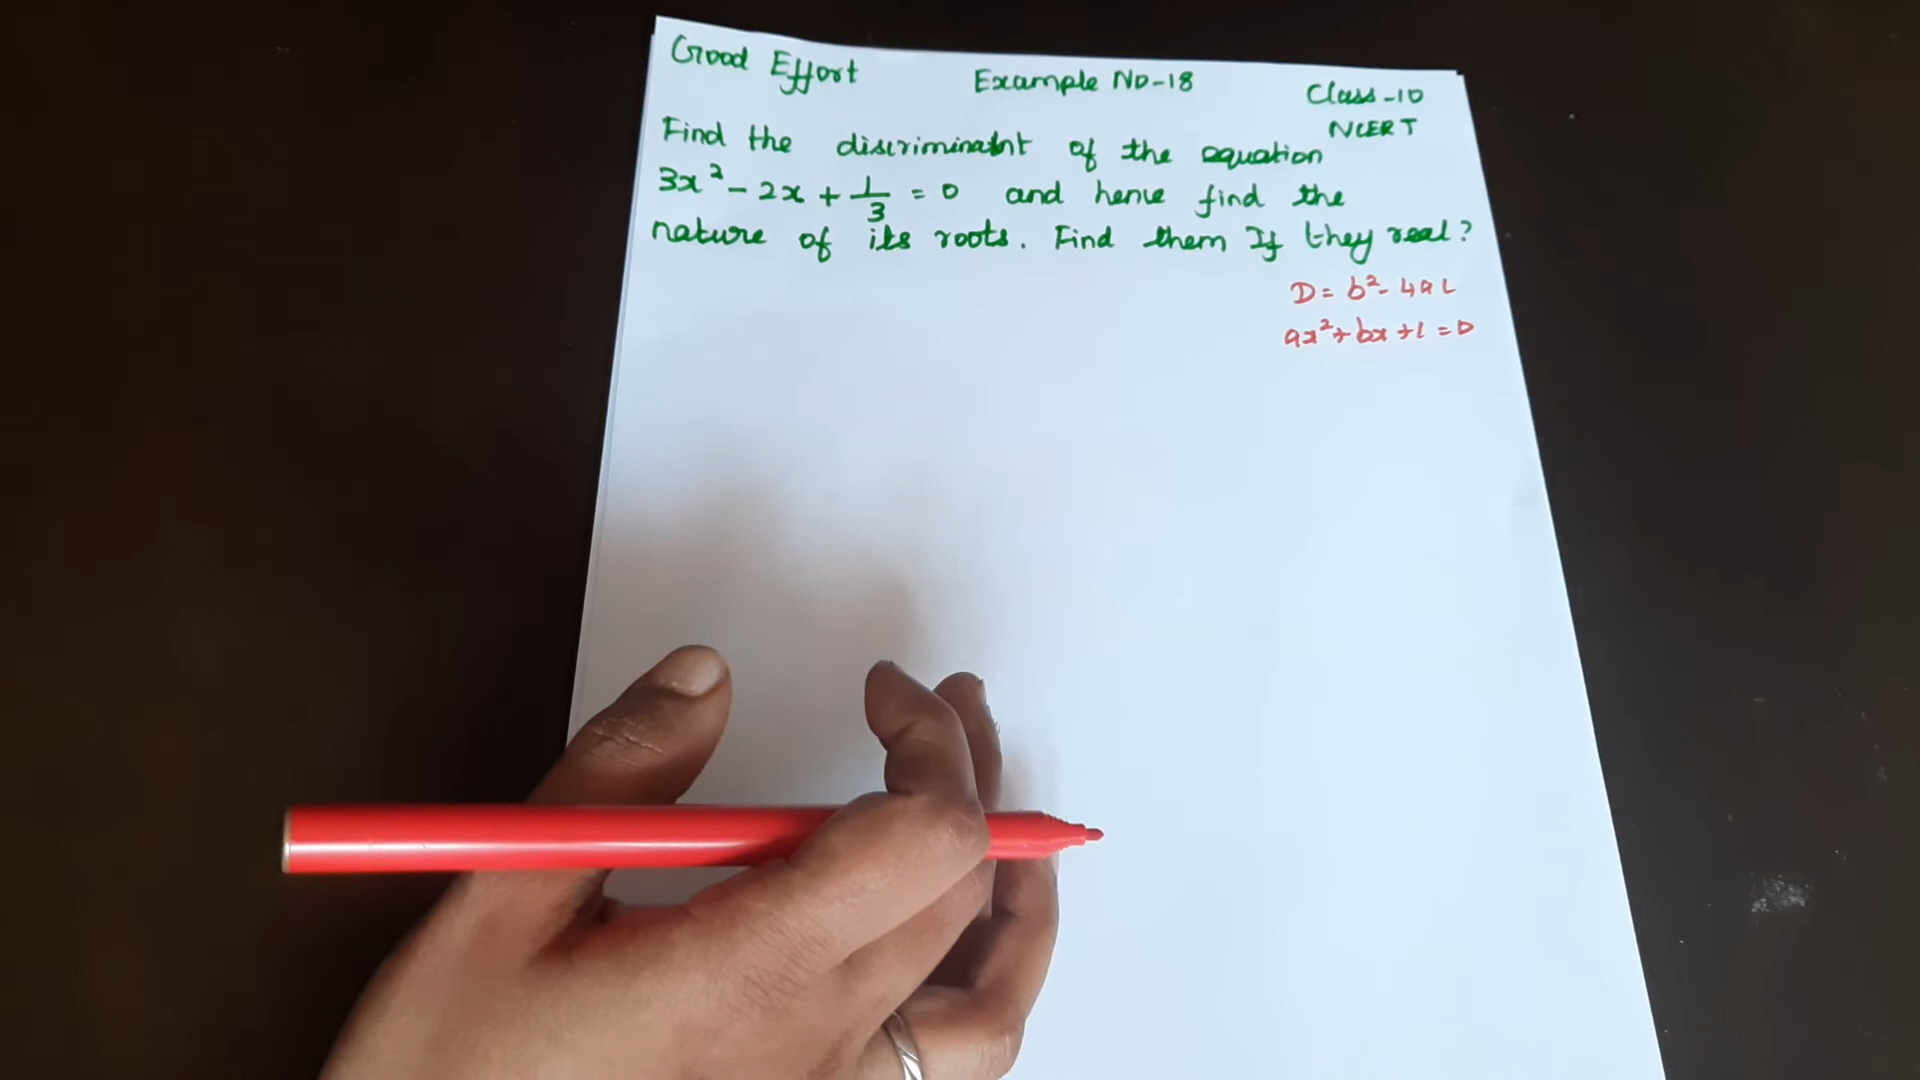 Good Effort Example No-18 Class-10
NCERT
Find the discriminatnt of the equation
3x² - 2x + 1/3 = 0 and hence find the
nature of its roots. Find them If they real?
D = b² - 4ac
ax² + bx + c = 0